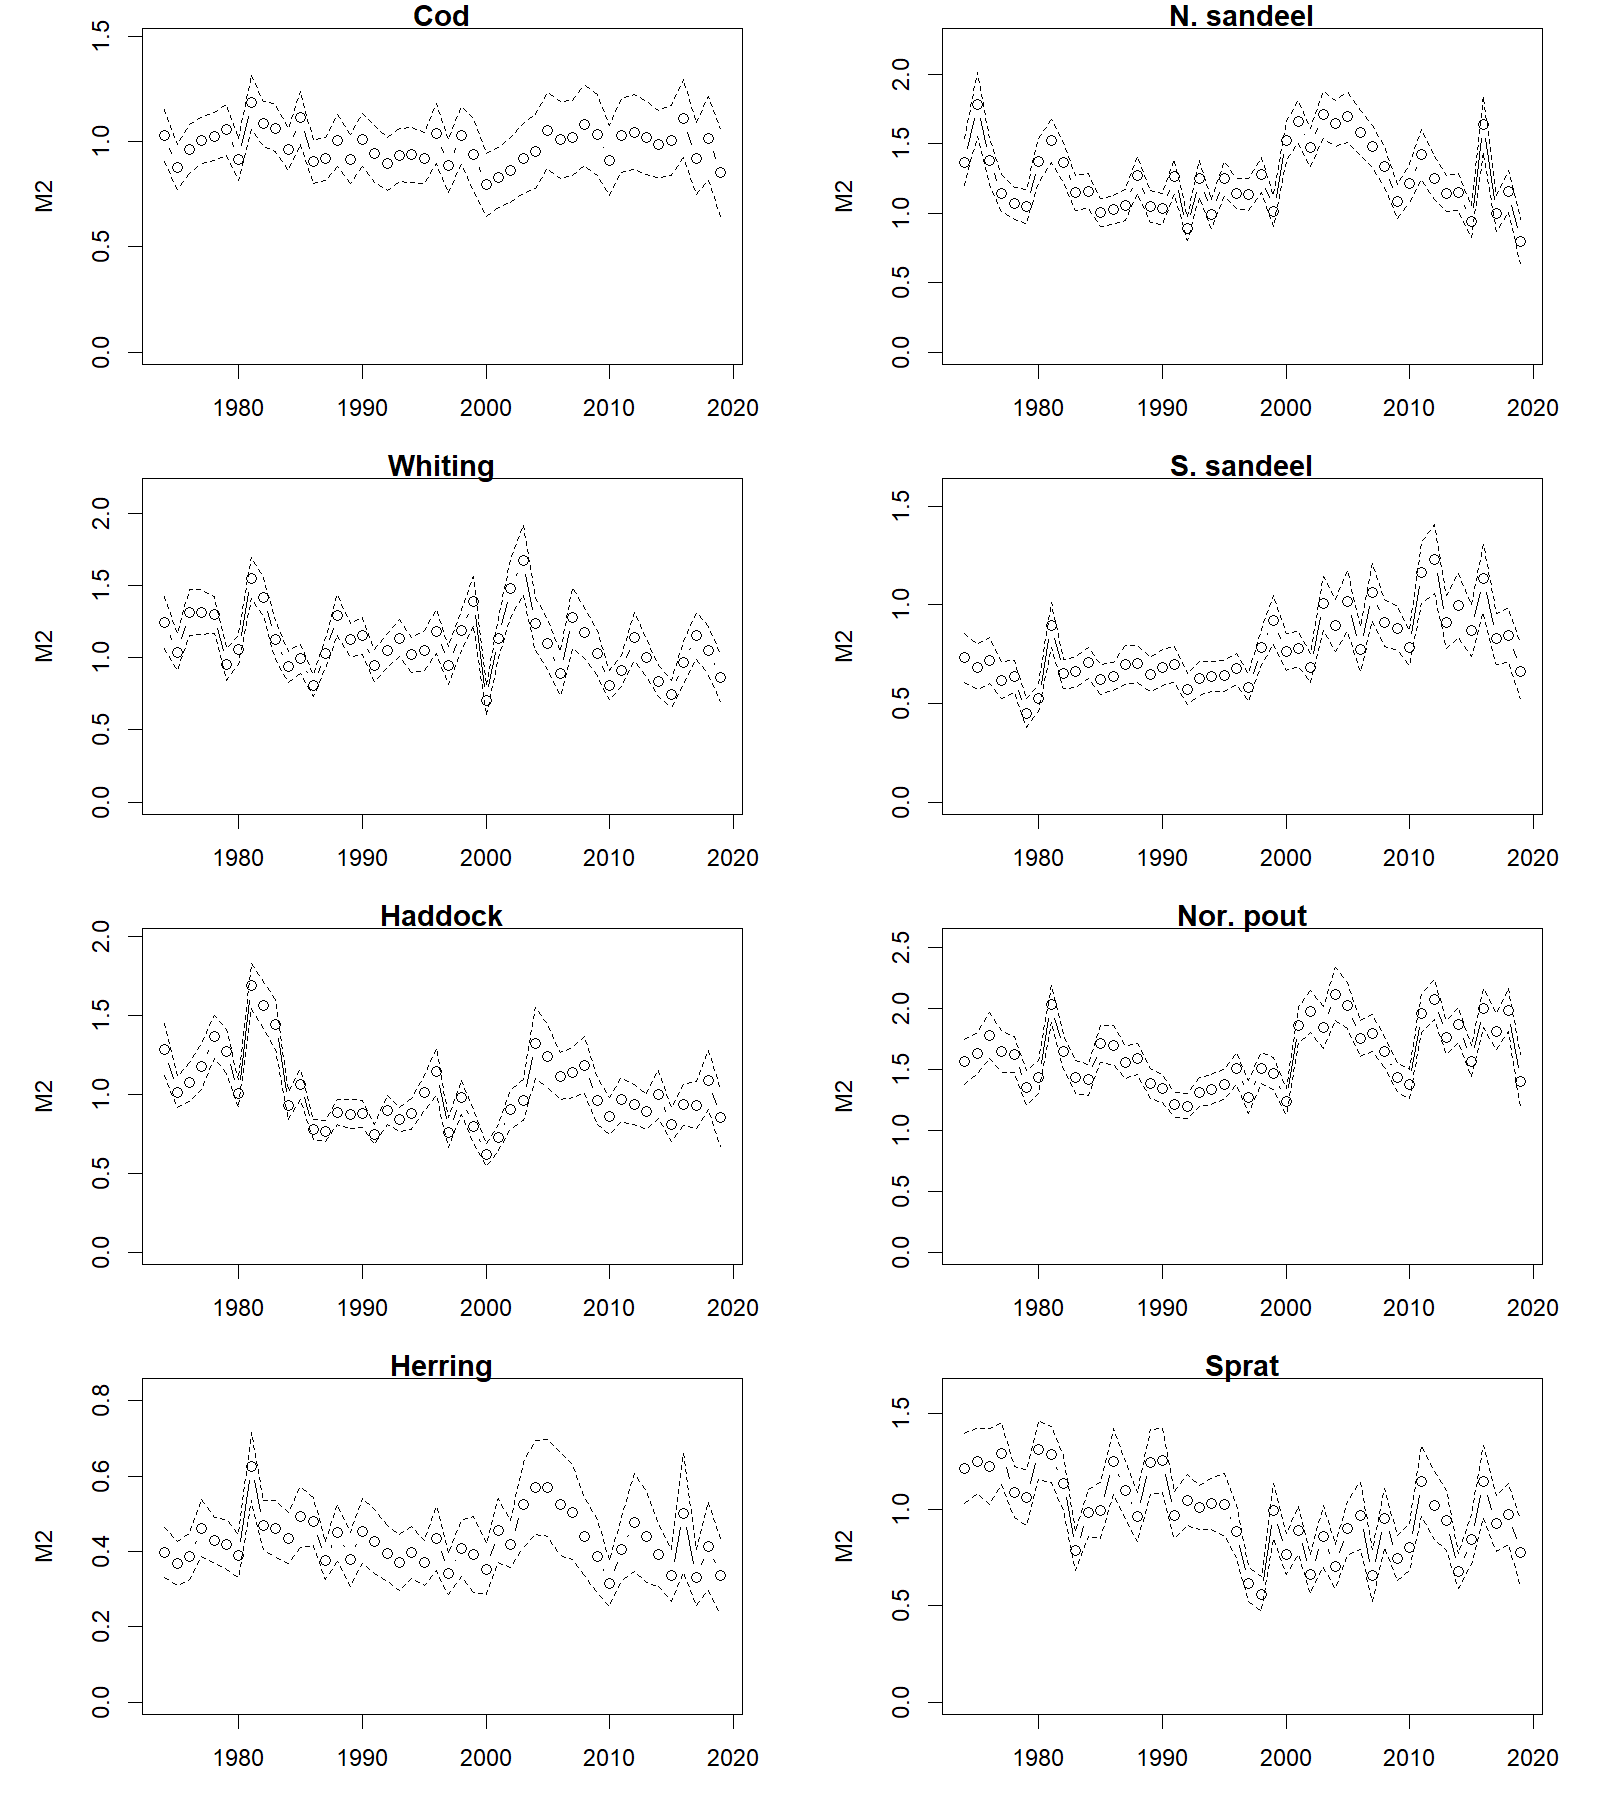 Cod
N. sandeel
M2
0.0 0.5 1.0 1.5
1980 1990 2000 2010 2020
M2
0.0 0.5 1.0 1.5 2.0
1980 1990 2000 2010 2020
Whiting
S. sandeel
M2
0.0 0.5 1.0 1.5 2.0
1980 1990 2000 2010 2020
M2
0.0 0.5 1.0 1.5
1980 1990 2000 2010 2020
Haddock
Nor. pout
M2
0.0 0.5 1.0 1.5 2.0
1980 1990 2000 2010 2020
M2
0.0 0.5 1.0 1.5 2.0 2.5
1980 1990 2000 2010 2020
Herring
Sprat
M2
0.0 0.2 0.4 0.6 0.8
1980 1990 2000 2010 2020
M2
0.0 0.5 1.0 1.5
1980 1990 2000 2010 2020